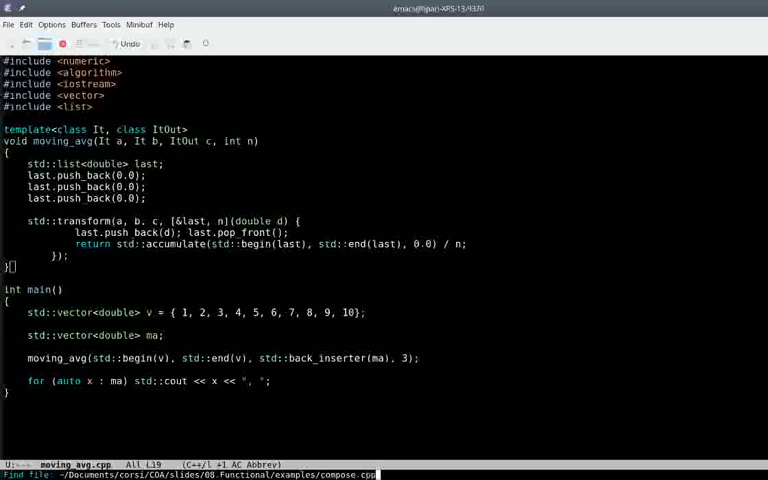 emacs@lpan-XPS-13-9370
File Edit Options Buffers Tools Minibuf Help
Undo
#include <numeric>
#include <algorithm>
#include <iostream>
#include <vector>
#include <list>
template<class It, class ItOut>
void moving_avg(It a, It b, ItOut c, int n)
{
std::list<double> last;
last.push_back(0.0);
last.push_back(0.0);
last.push_back(0.0);
std::transform(a, b, c, [&last, n](double d) {
last.push_back(d); last.pop_front();
return std::accumulate(std::begin(last), std::end(last), 0.0) / n;
});
}
int main()
{
std::vector<double> v = { 1, 2, 3, 4, 5, 6, 7, 8, 9, 10};
std::vector<double> ma;
moving_avg(std::begin(v), std::end(v), std::back_inserter(ma), 3);
for (auto x : ma) std::cout << x << ", ";
}
U:--- moving_avg.cpp All L19 (C++/l +1 AC Abbrev)
Find file: ~/Documents/corsi/COA/slides/08.Functional/examples/compose.cpp